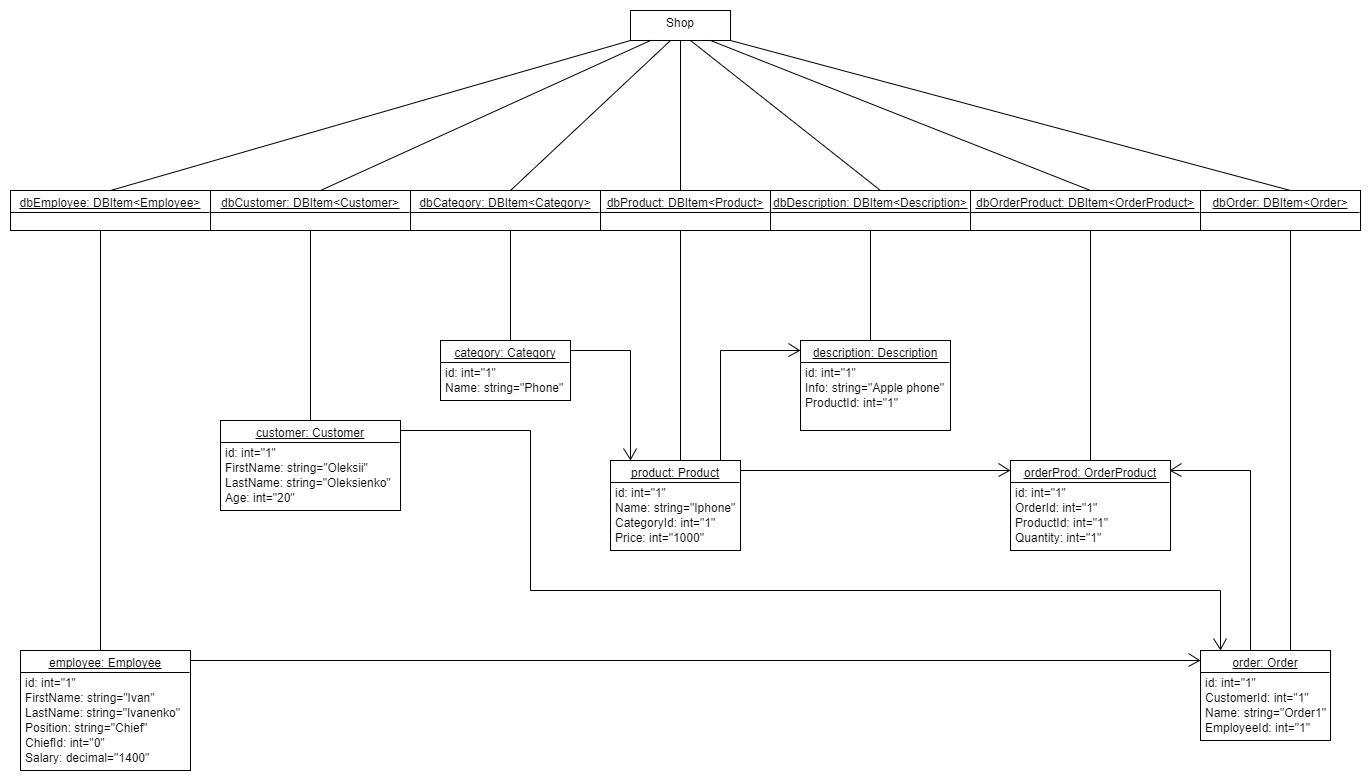 Shop
dbEmployee: DBItem<Employee>
dbCustomer: DBItem<Customer>
dbCategory: DBItem<Category>
dbProduct: DBItem<Product>
dbDescription: DBItem<Description>
dbOrderProduct: DBItem<OrderProduct>
dbOrder: DBItem<Order>
category: Category
id: int="1"
Name: string="Phone"
description: Description
id: int="1"
Info: string="Apple phone"
ProductId: int="1"
customer: Customer
id: int="1"
FirstName: string="Oleksii"
LastName: string="Oleksienko"
Age: int="20"
product: Product
id: int="1"
Name: string="Iphone"
CategoryId: int="1"
Price: int="1000"
orderProd: OrderProduct
id: int="1"
OrderId: int="1"
ProductId: int="1"
Quantity: int="1"
employee: Employee
id: int="1"
FirstName: string="Ivan"
LastName: string="Ivanenko"
Position: string="Chief"
ChiefId: int="0"
Salary: decimal="1400"
order: Order
id: int="1"
CustomerId: int="1"
Name: string="Order1"
EmployeeId: int="1"